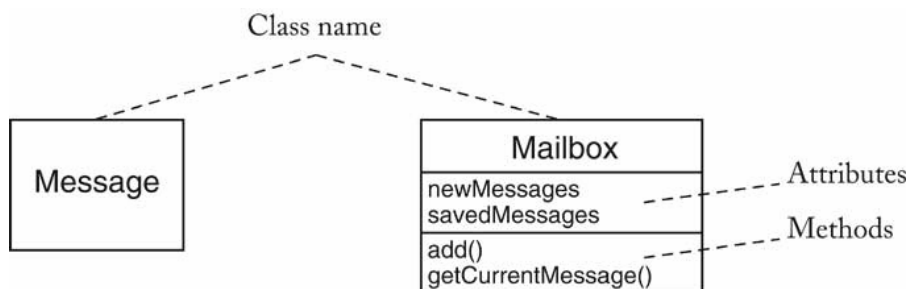 Class name
Message
Mailbox
newMessages
savedMessages
Attributes
add()
getCurrentMessage()
Methods